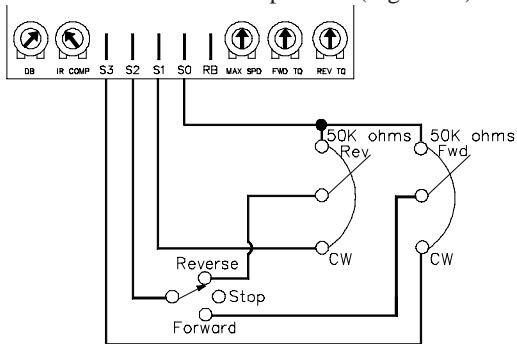 DB IR COMP S3 S2 S1 S0 RB MAX SPD FWD TQ REV TQ
50K ohms 50K ohms
Rev Fwd
CW CW
Reverse
Stop
Forward